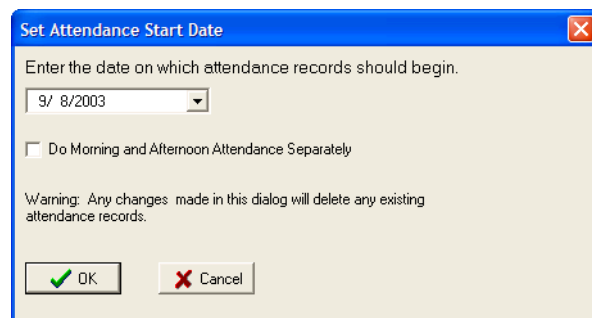 Set Attendance Start Date
Enter the date on which attendance records should begin.
9/ 8/2003
Do Morning and Afternoon Attendance Separately
Warning: Any changes made in this dialog will delete any existing
attendance records.
OK Cancel